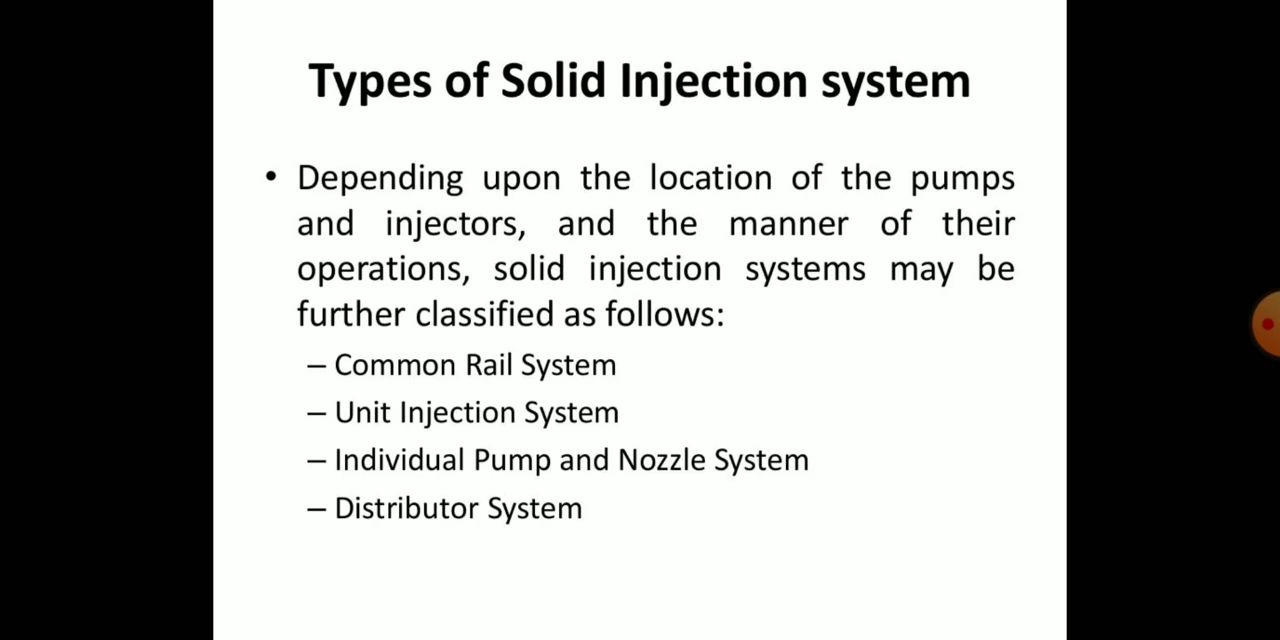 Types of Solid Injection system
• Depending upon the location of the pumps
and injectors, and the manner of their
operations, solid injection systems may be
further classified as follows:
– Common Rail System
– Unit Injection System
– Individual Pump and Nozzle System
– Distributor System